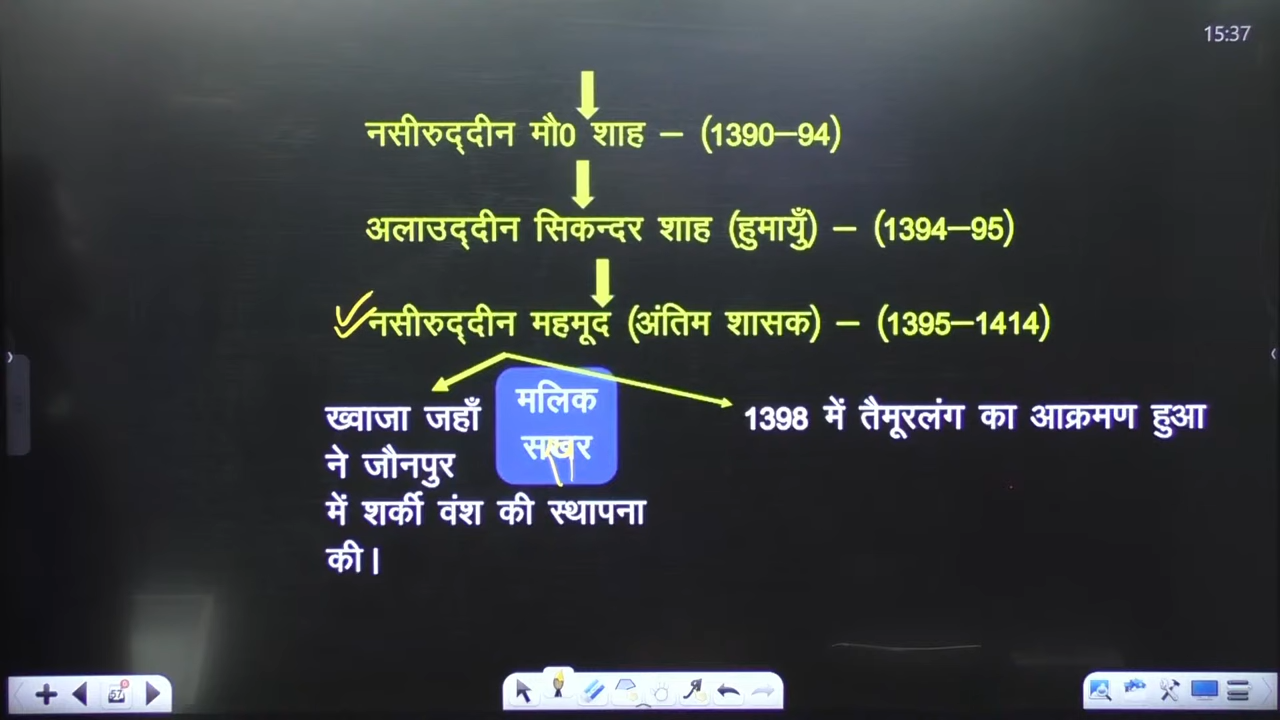 15:37
नसीरुद्दीन मौ0 शाह – (1390–94)
अलाउद्दीन सिकन्दर शाह (हुमायुँ) – (1394–95)
नसीरुद्दीन महमूद (अंतिम शासक) – (1395–1414)
ख्वाजा जहाँ
ने जौनपुर
में शर्की वंश की स्थापना
की।
मलिक
1398 में तैमूरलंग का आक्रमण हुआ
57